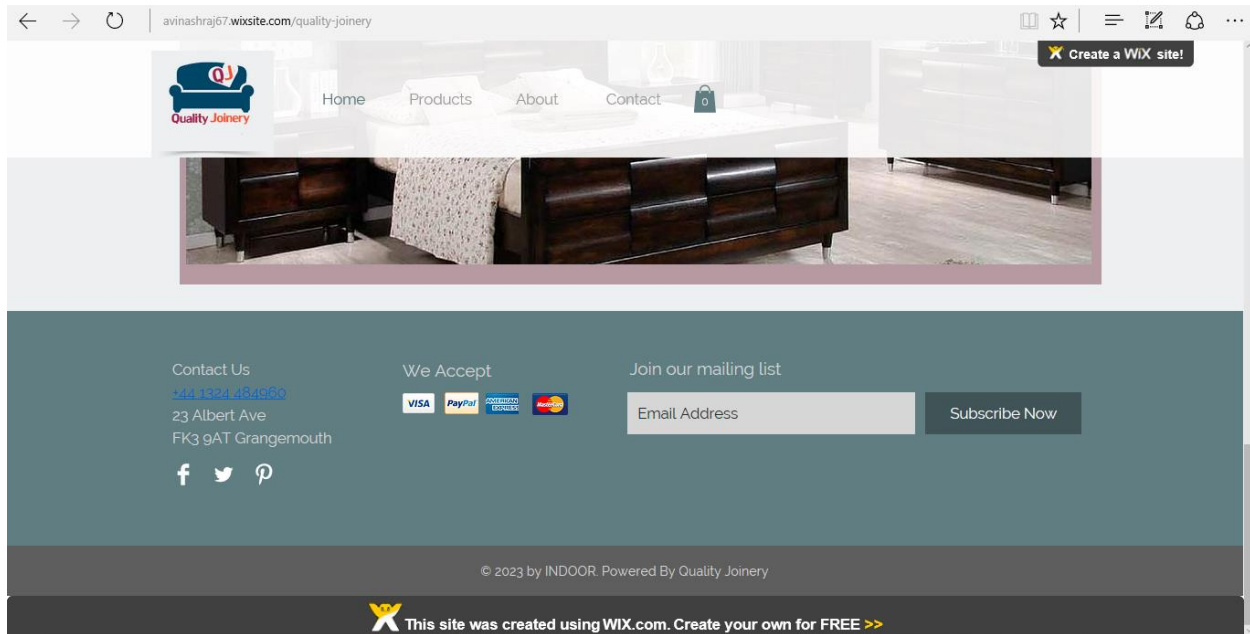 avinashraj67.wixsite.com/quality-joinery
Create a WiX site!
QJ
Quality Joinery
Home Products About Contact 0
Contact Us
+44 1324 484960
23 Albert Ave
FK3 9AT Grangemouth
We Accept
VISA PayPal AMERICAN EXPRESS MasterCard
Join our mailing list
Email Address Subscribe Now
© 2023 by INDOOR. Powered By Quality Joinery
This site was created using WIX.com. Create your own for FREE >>